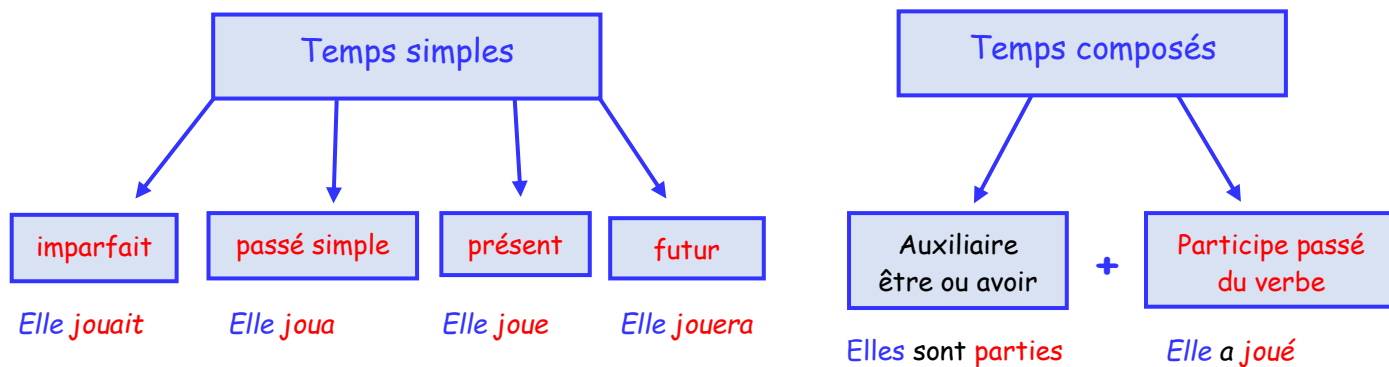 Temps simples
imparfait
passé simple
présent
futur
Elle jouait
Elle joua
Elle joue
Elle jouera
Temps composés
Auxiliaire
être ou avoir
+
Participe passé
du verbe
Elles sont parties
Elle a joué